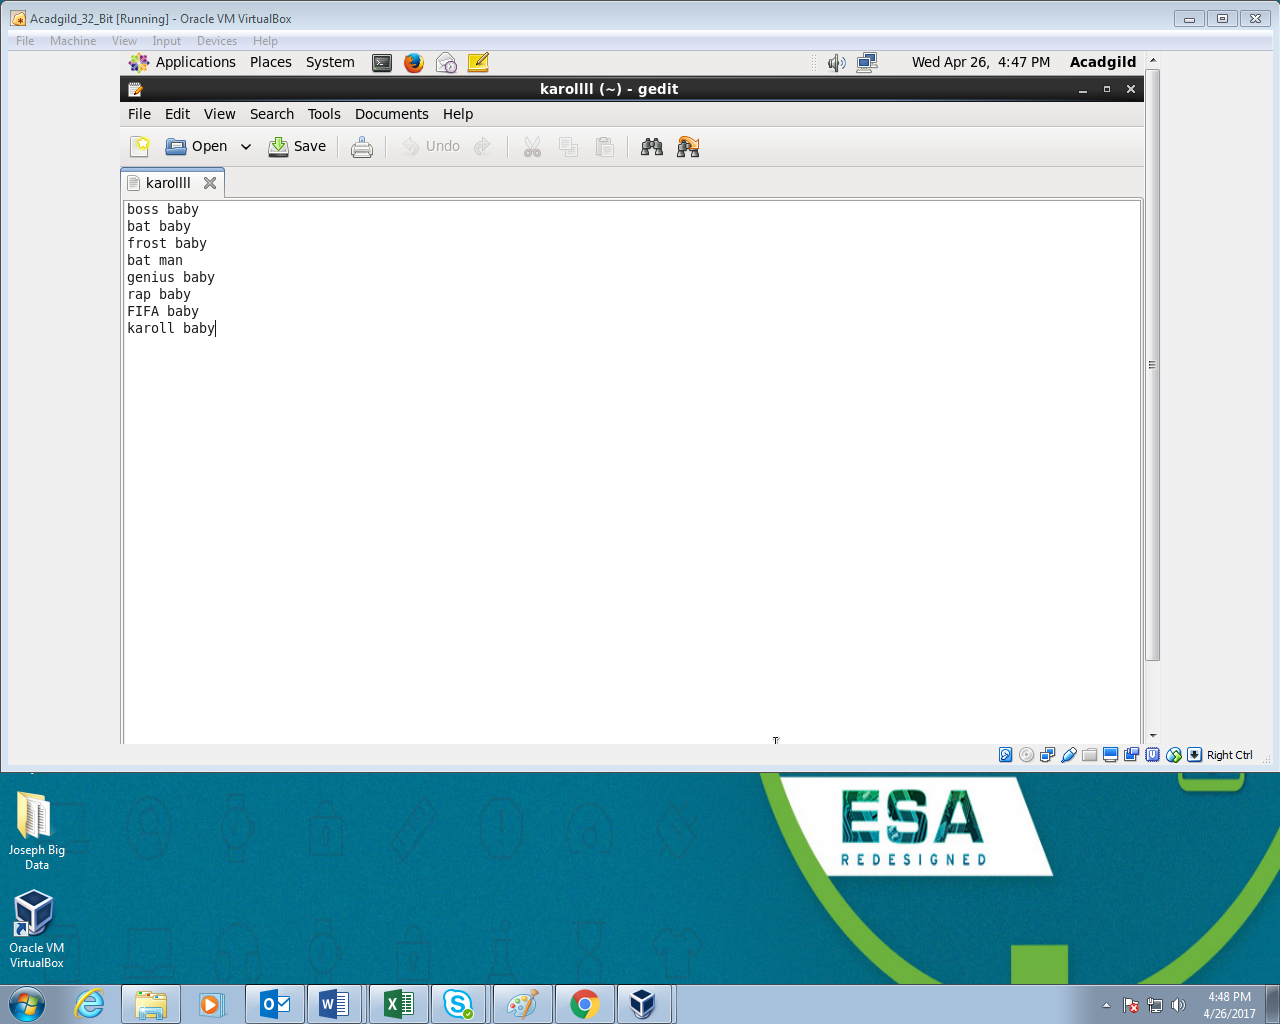 Acadgild_32_Bit [Running] - Oracle VM VirtualBox
File Machine View Input Devices Help
Applications Places System Wed Apr 26, 4:47 PM Acadgild
karollll (~) - gedit
File Edit View Search Tools Documents Help
Open Save Undo
karollll
boss baby
bat baby
frost baby
bat man
genius baby
rap baby
FIFA baby
karoll baby
Right Ctrl
ESA
REDESIGNED
Joseph Big
Data
Oracle VM
VirtualBox
4:48 PM
4/26/2017